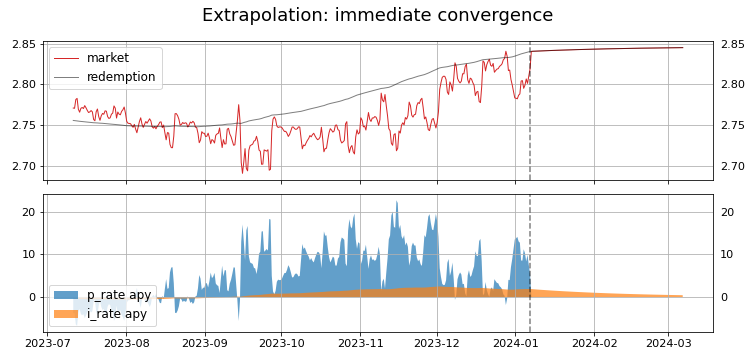 Extrapolation: immediate convergence
2.85
2.80
2.75
2.70
market
redemption
2.85
2.80
2.75
2.70
20
10
0
p_rate apy
i_rate apy
20
10
0
2023-07 2023-08 2023-09 2023-10 2023-11 2023-12 2024-01 2024-02 2024-03